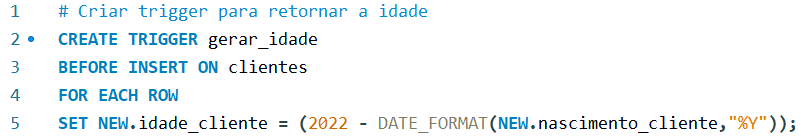 1 # Criar trigger para retornar a idade
2 CREATE TRIGGER gerar_idade
3 BEFORE INSERT ON clientes
4 FOR EACH ROW
5 SET NEW.idade_cliente = (2022 - DATE_FORMAT(NEW.nascimento_cliente,"%Y"));